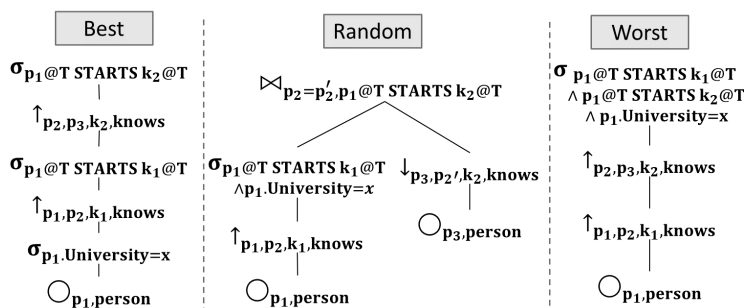 Best
σp₁@T STARTS k₂@T
↑p₂,p₃,k₂,knows
σp₁@T STARTS k₁@T
↑p₁,p₂,k₁,knows
σp₁.University=x
○p₁,person
Random
⋈p₂=p₂′,p₁@T STARTS k₂@T
σp₁@T STARTS k₁@T
∧p₁.University=x
↑p₁,p₂,k₁,knows
○p₁,person
↓p₃,p₂′,k₂,knows
○p₃,person
Worst
σ p₁@T STARTS k₁@T
∧ p₁@T STARTS k₂@T
∧ p₁.University=x
↑p₂,p₃,k₂,knows
↑p₁,p₂,k₁,knows
○p₁,person